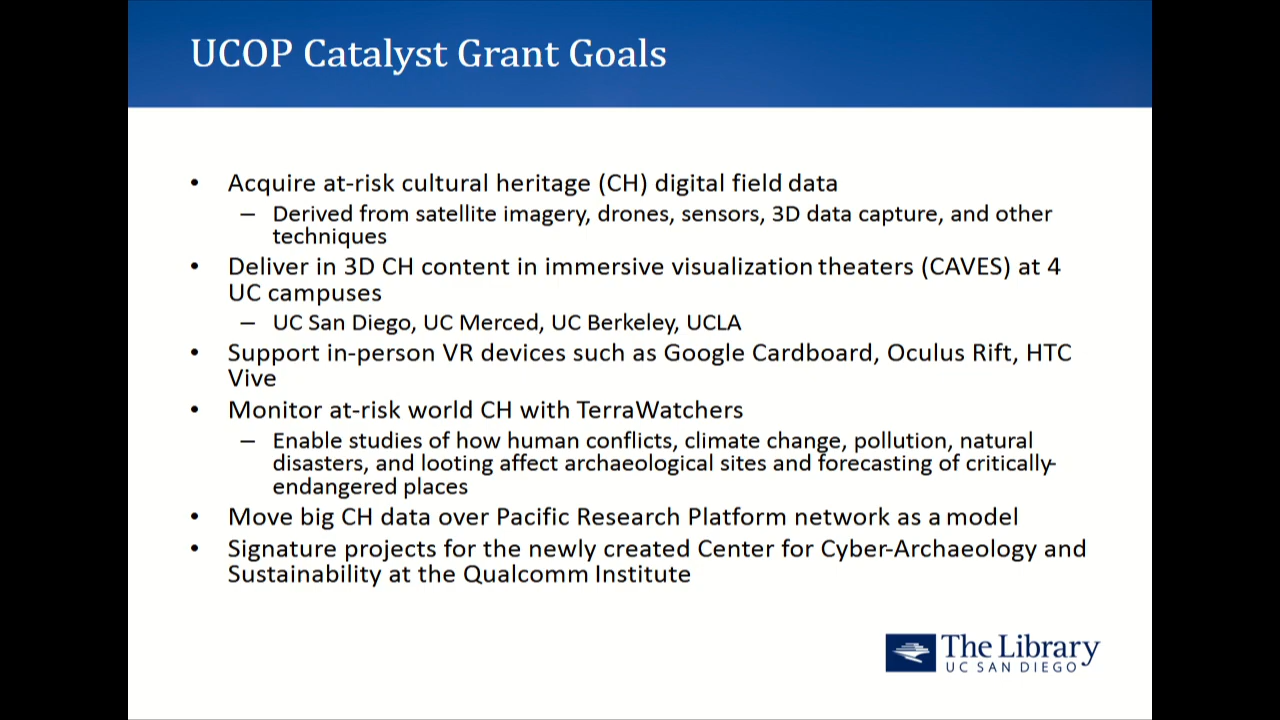 UCOP Catalyst Grant Goals
• Acquire at-risk cultural heritage (CH) digital field data
– Derived from satellite imagery, drones, sensors, 3D data capture, and other
techniques
• Deliver in 3D CH content in immersive visualization theaters (CAVES) at 4
UC campuses
– UC San Diego, UC Merced, UC Berkeley, UCLA
• Support in-person VR devices such as Google Cardboard, Oculus Rift, HTC
Vive
• Monitor at-risk world CH with TerraWatchers
– Enable studies of how human conflicts, climate change, pollution, natural
disasters, and looting affect archaeological sites and forecasting of critically-
endangered places
• Move big CH data over Pacific Research Platform network as a model
• Signature projects for the newly created Center for Cyber-Archaeology and
Sustainability at the Qualcomm Institute
The Library
UC SAN DIEGO